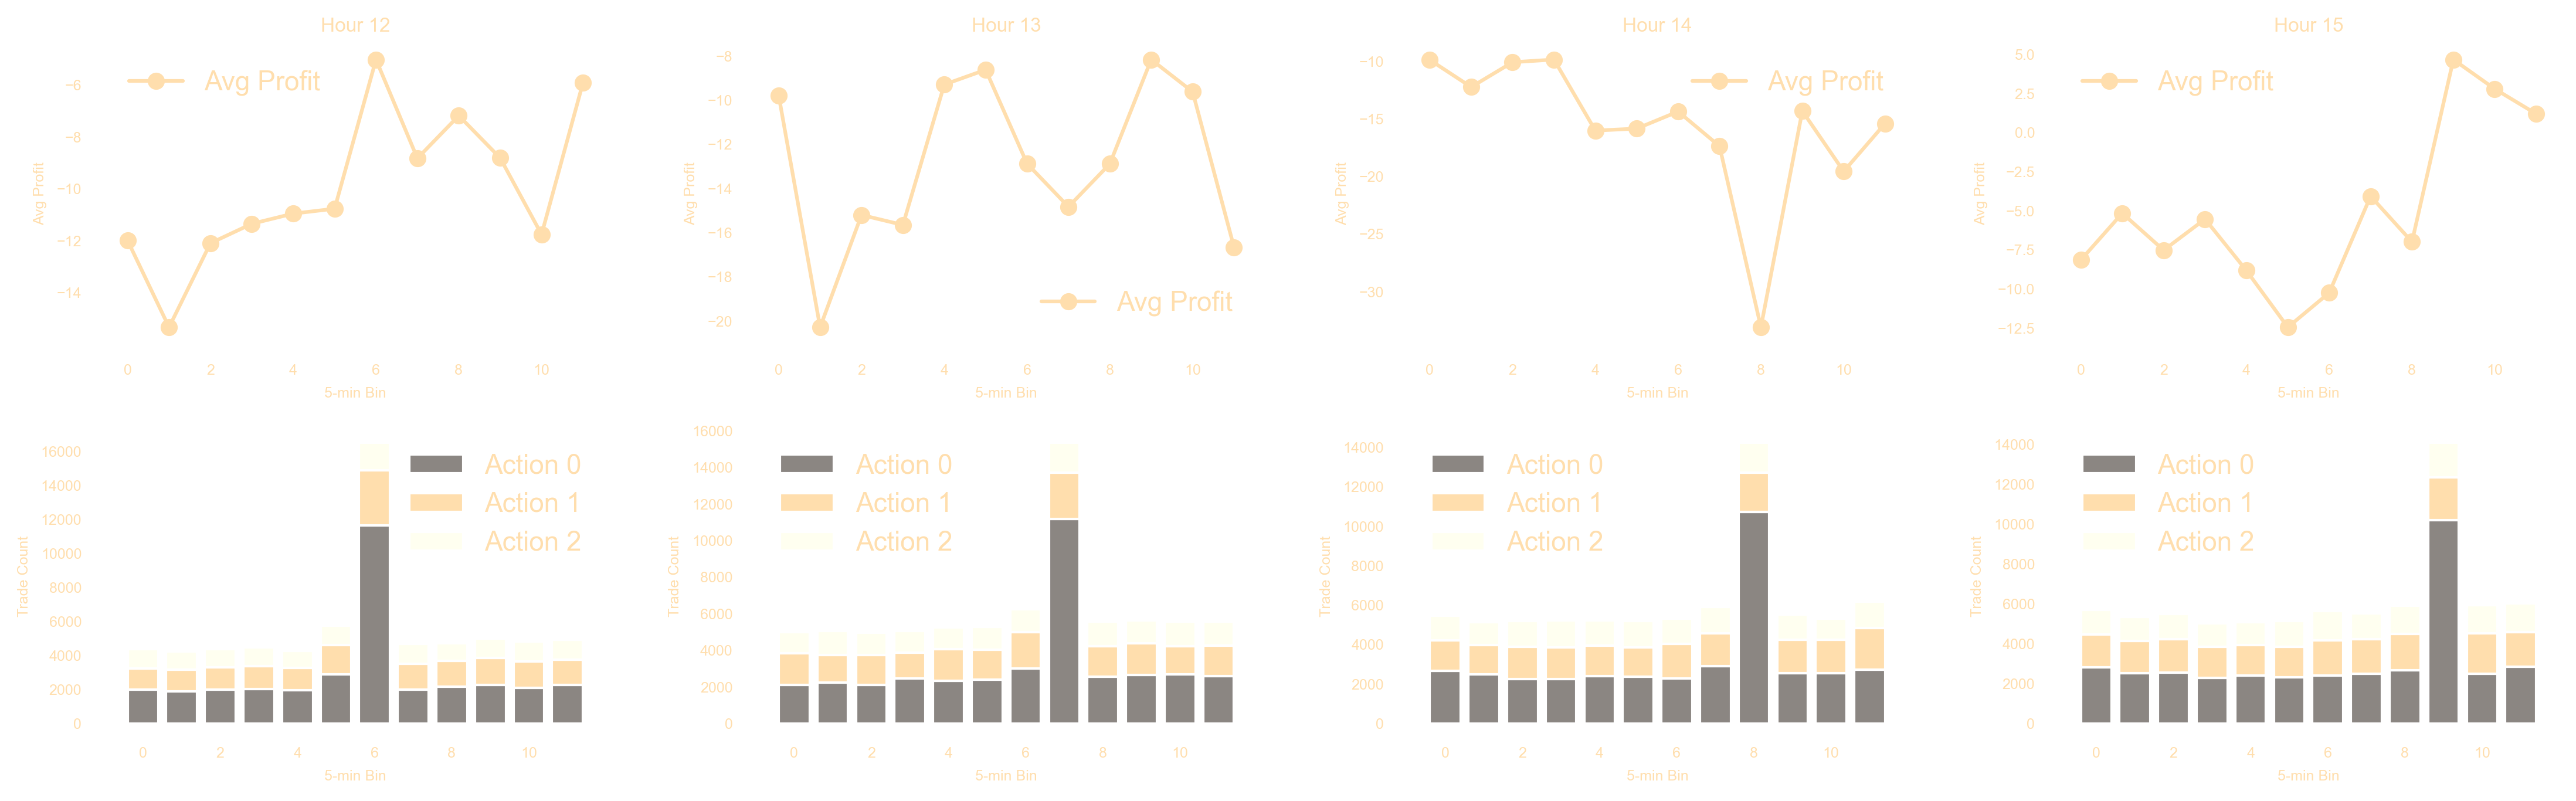 Hour 12
Avg Profit
Avg Profit
−6
−8
−10
−12
−14
0 2 4 6 8 10
5-min Bin
Hour 13
Avg Profit
Avg Profit
−8
−10
−12
−14
−16
−18
−20
0 2 4 6 8 10
5-min Bin
Hour 14
Avg Profit
Avg Profit
−10
−15
−20
−25
−30
0 2 4 6 8 10
5-min Bin
Hour 15
Avg Profit
Avg Profit
5.0
2.5
0.0
−2.5
−5.0
−7.5
−10.0
−12.5
0 2 4 6 8 10
5-min Bin
Trade Count
16000
14000
12000
10000
8000
6000
4000
2000
0
Action 0
Action 1
Action 2
0 2 4 6 8 10
5-min Bin
Trade Count
16000
14000
12000
10000
8000
6000
4000
2000
0
Action 0
Action 1
Action 2
0 2 4 6 8 10
5-min Bin
Trade Count
14000
12000
10000
8000
6000
4000
2000
0
Action 0
Action 1
Action 2
0 2 4 6 8 10
5-min Bin
Trade Count
14000
12000
10000
8000
6000
4000
2000
0
Action 0
Action 1
Action 2
0 2 4 6 8 10
5-min Bin